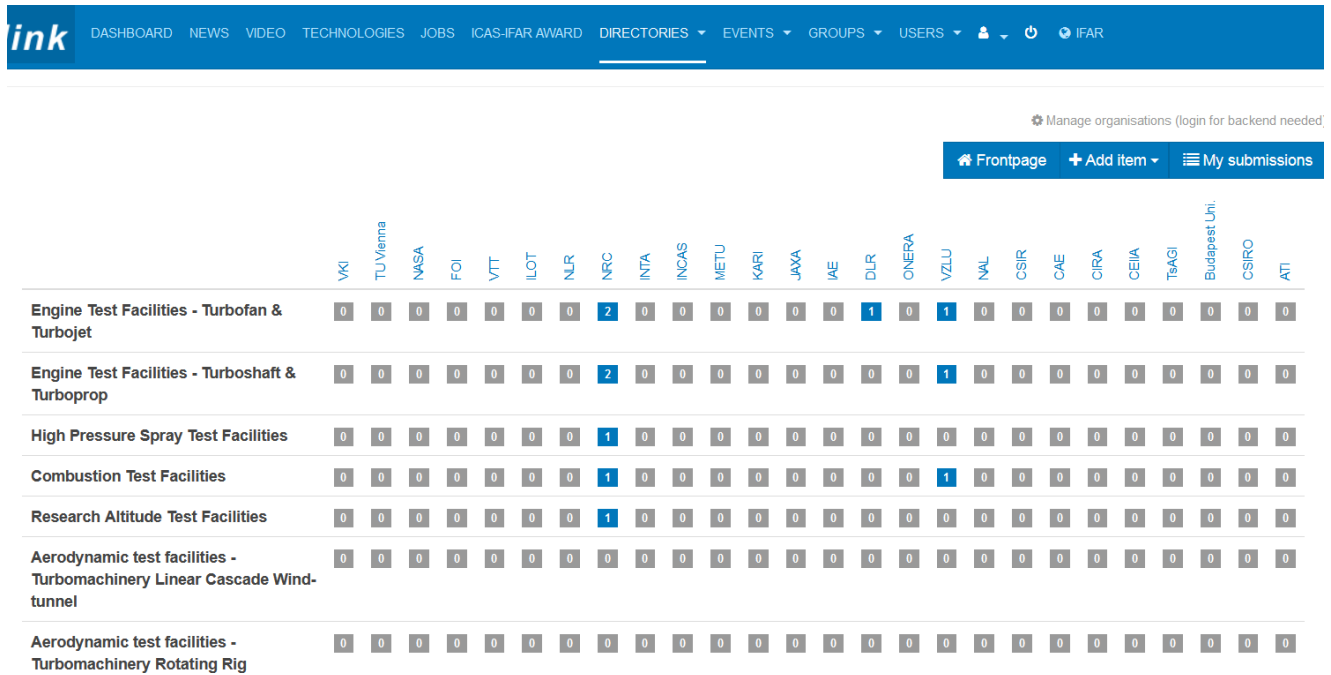 link DASHBOARD NEWS VIDEO TECHNOLOGIES JOBS ICAS-IFAR AWARD DIRECTORIES EVENTS GROUPS USERS IFAR
Manage organisations (login for backend needed)
Frontpage Add item My submissions
VKI TU Vienna NASA FOI VTT ILOT NLR NRC INTA INCAS METU KARI JAXA IAE DLR ONERA VZLU NAL CSIR CAE CIRA CEIIA TsAGI Budapest Uni. CSIRO ATI
Engine Test Facilities - Turbofan & 0 0 0 0 0 0 0 2 0 0 0 0 0 0 1 0 1 0 0 0 0 0 0 0 0 0
Turbojet
Engine Test Facilities - Turboshaft & 0 0 0 0 0 0 0 2 0 0 0 0 0 0 0 0 1 0 0 0 0 0 0 0 0 0
Turboprop
High Pressure Spray Test Facilities 0 0 0 0 0 0 0 1 0 0 0 0 0 0 0 0 0 0 0 0 0 0 0 0 0 0
Combustion Test Facilities 0 0 0 0 0 0 0 1 0 0 0 0 0 0 0 0 1 0 0 0 0 0 0 0 0 0
Research Altitude Test Facilities 0 0 0 0 0 0 0 1 0 0 0 0 0 0 0 0 0 0 0 0 0 0 0 0 0 0
Aerodynamic test facilities - 0 0 0 0 0 0 0 0 0 0 0 0 0 0 0 0 0 0 0 0 0 0 0 0 0 0
Turbomachinery Linear Cascade Wind-
tunnel
Aerodynamic test facilities - 0 0 0 0 0 0 0 0 0 0 0 0 0 0 0 0 0 0 0 0 0 0 0 0 0 0
Turbomachinery Rotating Rig